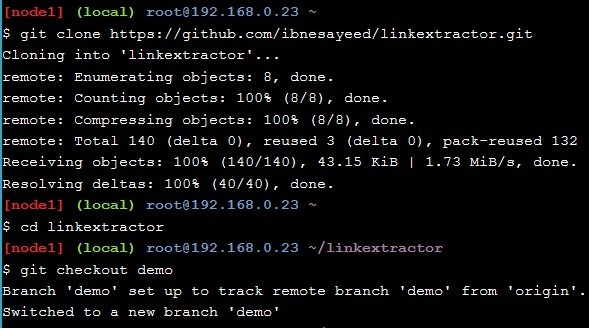 [node1] (local) root@192.168.0.23 ~
$ git clone https://github.com/ibnesayeed/linkextractor.git
Cloning into 'linkextractor'...
remote: Enumerating objects: 8, done.
remote: Counting objects: 100% (8/8), done.
remote: Compressing objects: 100% (8/8), done.
remote: Total 140 (delta 0), reused 3 (delta 0), pack-reused 132
Receiving objects: 100% (140/140), 43.15 KiB | 1.73 MiB/s, done.
Resolving deltas: 100% (40/40), done.
[node1] (local) root@192.168.0.23 ~
$ cd linkextractor
[node1] (local) root@192.168.0.23 ~/linkextractor
$ git checkout demo
Branch 'demo' set up to track remote branch 'demo' from 'origin'.
Switched to a new branch 'demo'